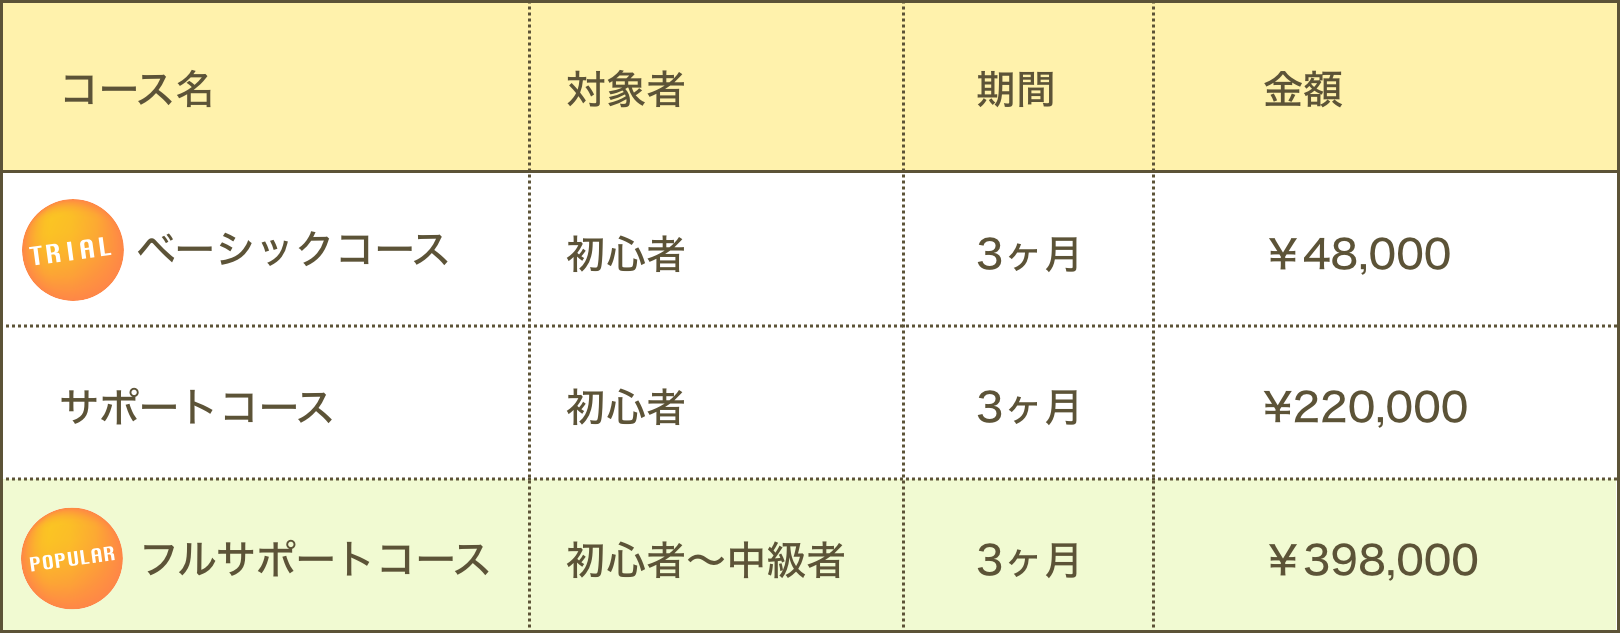 コース名 対象者 期間 金額
TRIAL ベーシックコース 初心者 3ヶ月 ￥48,000
サポートコース 初心者 3ヶ月 ¥220,000
POPULAR フルサポートコース 初心者〜中級者 3ヶ月 ￥398,000